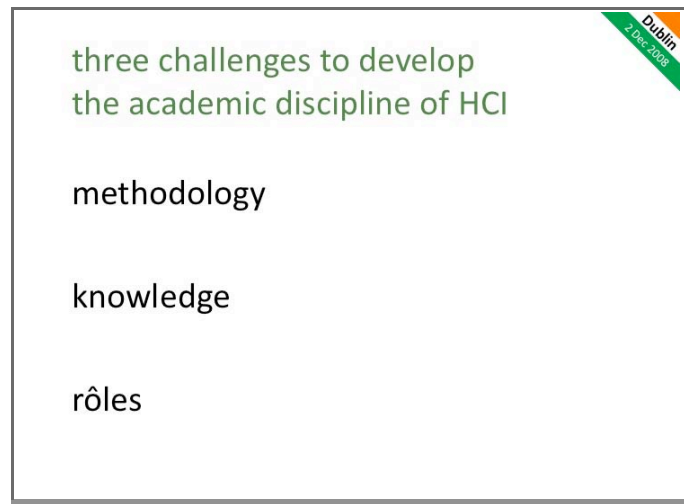 three challenges to develop
the academic discipline of HCI
Dublin
2 Dec 2008
methodology
knowledge
rôles